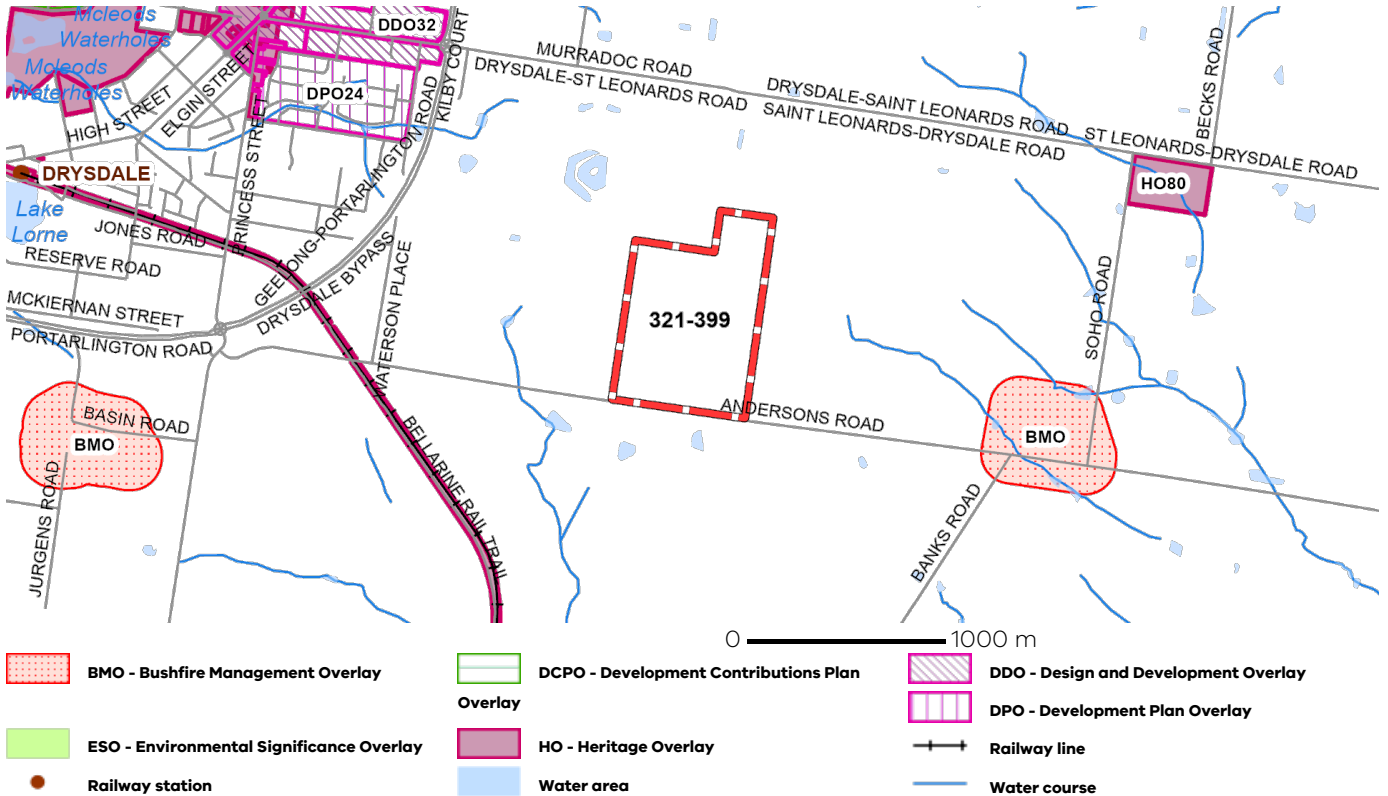 Mcleods
Waterholes
Mcleods
Waterholes
DDO32
KILBY COURT
MURRADOC ROAD
DRYSDALE-ST LEONARDS ROAD
DRYSDALE-SAINT LEONARDS ROAD
SAINT LEONARDS-DRYSDALE ROAD
BECKS ROAD
ST LEONARDS-DRYSDALE ROAD
HIGH STREET
ELGIN STREET
DPO24
PRINCESS STREET
GEELONG-PORTARLINGTON ROAD
DRYSDALE
HO80
Lake
Lorne
JONES ROAD
RESERVE ROAD
DRYSDALE BYPASS
WATERSON PLACE
MCKIERNAN STREET
PORTARLINGTON ROAD
321-399
SOHO ROAD
BASIN ROAD
BMO
ANDERSONS ROAD
BMO
BELLARINE RAIL TRAIL
JURGENS ROAD
BANKS ROAD
0 1000 m
BMO - Bushfire Management Overlay
DCPO - Development Contributions Plan
Overlay
DDO - Design and Development Overlay
DPO - Development Plan Overlay
ESO - Environmental Significance Overlay
HO - Heritage Overlay
Railway line
Railway station
Water area
Water course